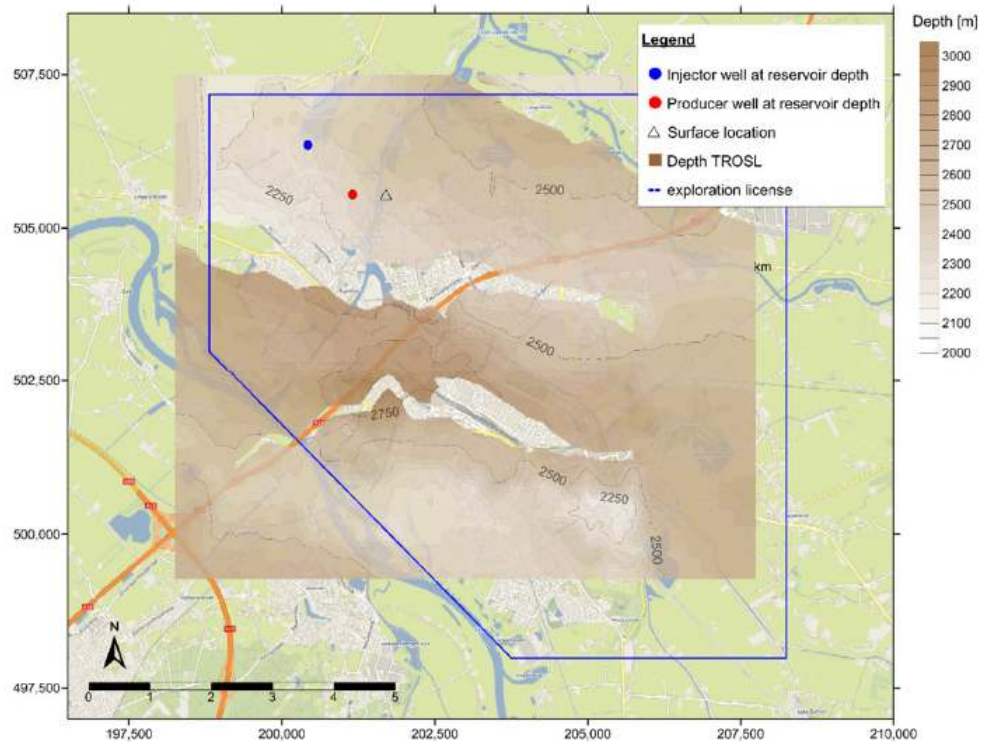 Depth [m]
507,500
505,000
502,500
500,000
497,500
Legend
Injector well at reservoir depth
Producer well at reservoir depth
Surface location
Depth TROSL
exploration license
3000
2900
2800
2700
2600
2500
2400
2300
2200
2100
2000
2250
2500
km
2500
2750
2500
2250
2500
N
0 1 2 3 4 5
197,500 200,000 202,500 205,000 207,500 210,000